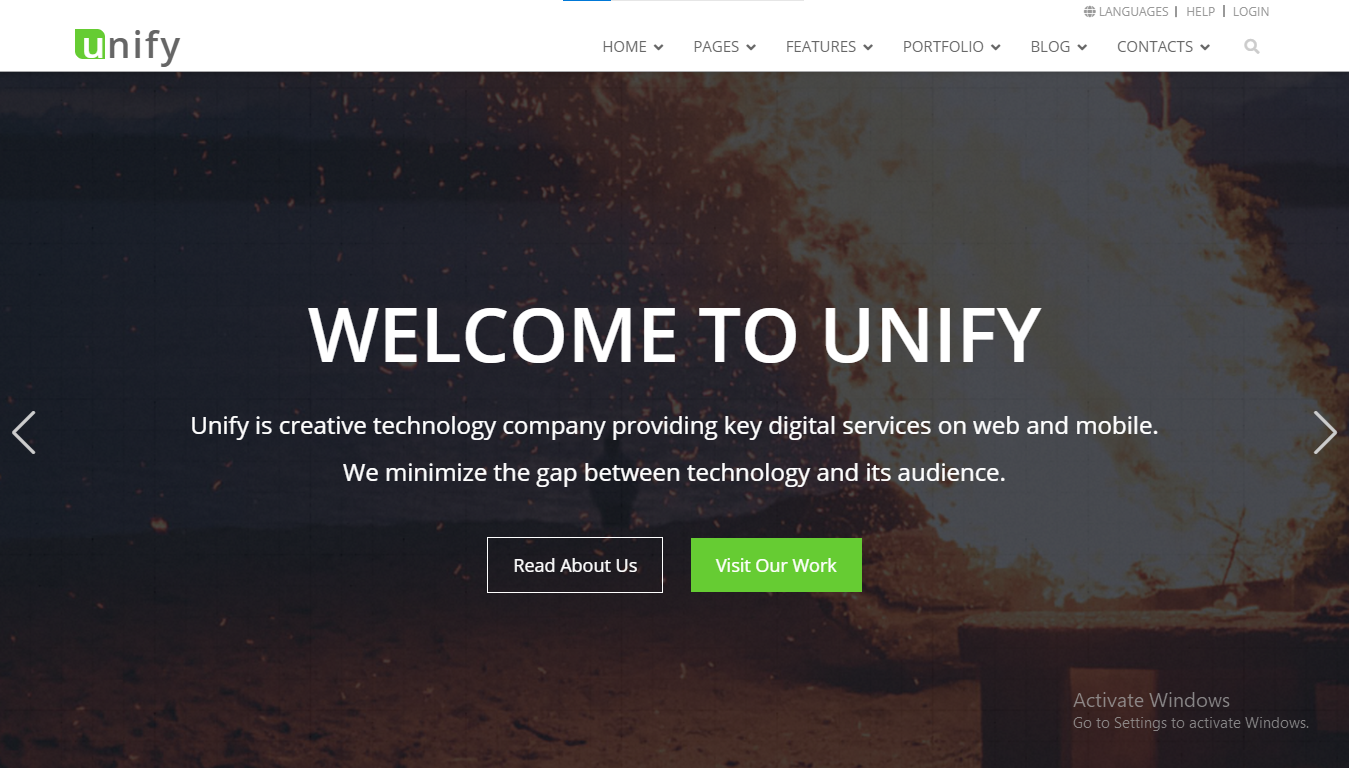 LANGUAGES | HELP | LOGIN
unify
HOME PAGES FEATURES PORTFOLIO BLOG CONTACTS
WELCOME TO UNIFY
Unify is creative technology company providing key digital services on web and mobile.
We minimize the gap between technology and its audience.
Read About Us Visit Our Work
Activate Windows
Go to Settings to activate Windows.